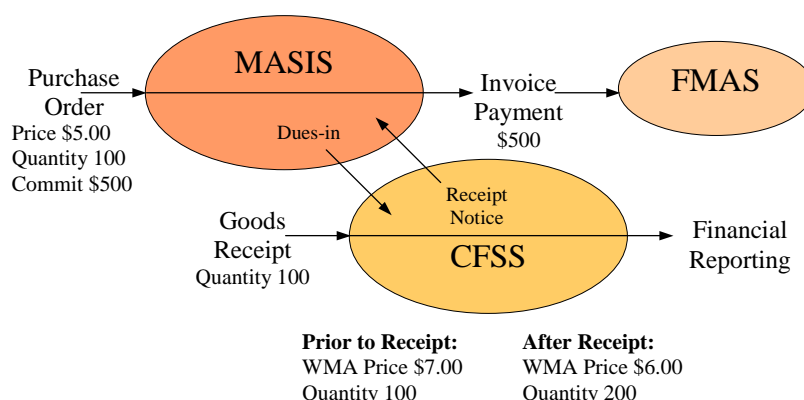 MASIS
Purchase
Order
Price $5.00
Quantity 100
Commit $500
Dues-in
Invoice
Payment
$500
FMAS
Receipt
Notice
Goods
Receipt
Quantity 100
CFSS
Financial
Reporting
Prior to Receipt:
WMA Price $7.00
Quantity 100
After Receipt:
WMA Price $6.00
Quantity 200